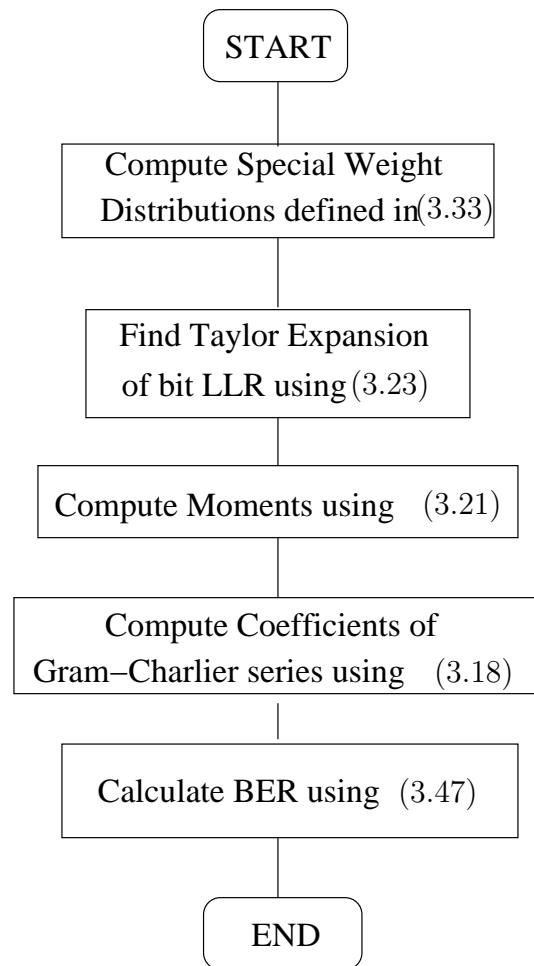 START
Compute Special Weight
Distributions defined in (3.33)
Find Taylor Expansion
of bit LLR using (3.23)
Compute Moments using (3.21)
Compute Coefficients of
Gram−Charlier series using (3.18)
Calculate BER using (3.47)
END